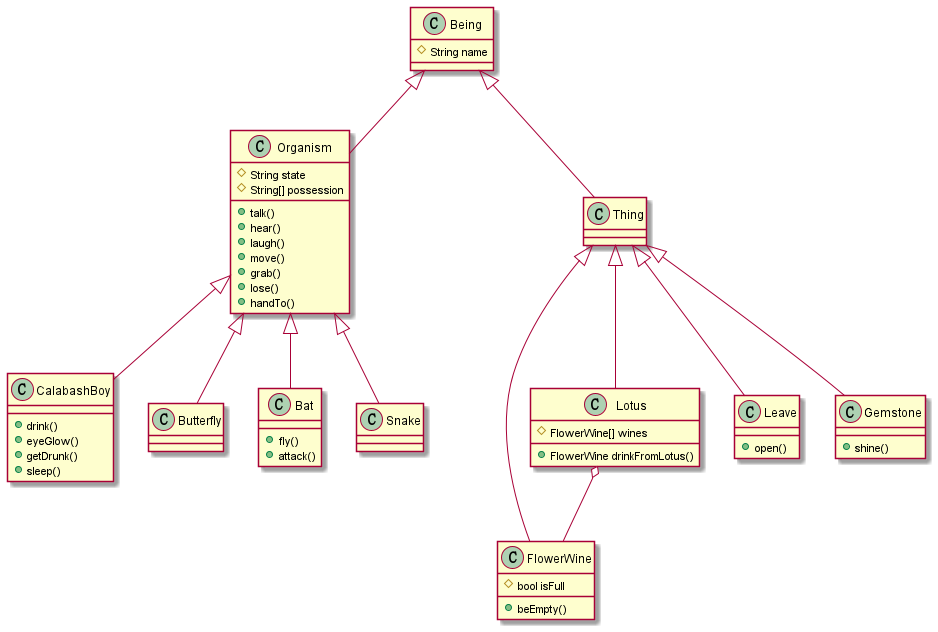 C Being
String name
C Organism
String state
String[] possession
talk()
hear()
laugh()
move()
grab()
lose()
handTo()
C Thing
C CalabashBoy
drink()
eyeGlow()
getDrunk()
sleep()
C Butterfly
C Bat
fly()
attack()
C Snake
C Lotus
FlowerWine[] wines
FlowerWine drinkFromLotus()
C Leave
open()
C Gemstone
shine()
C FlowerWine
bool isFull
beEmpty()